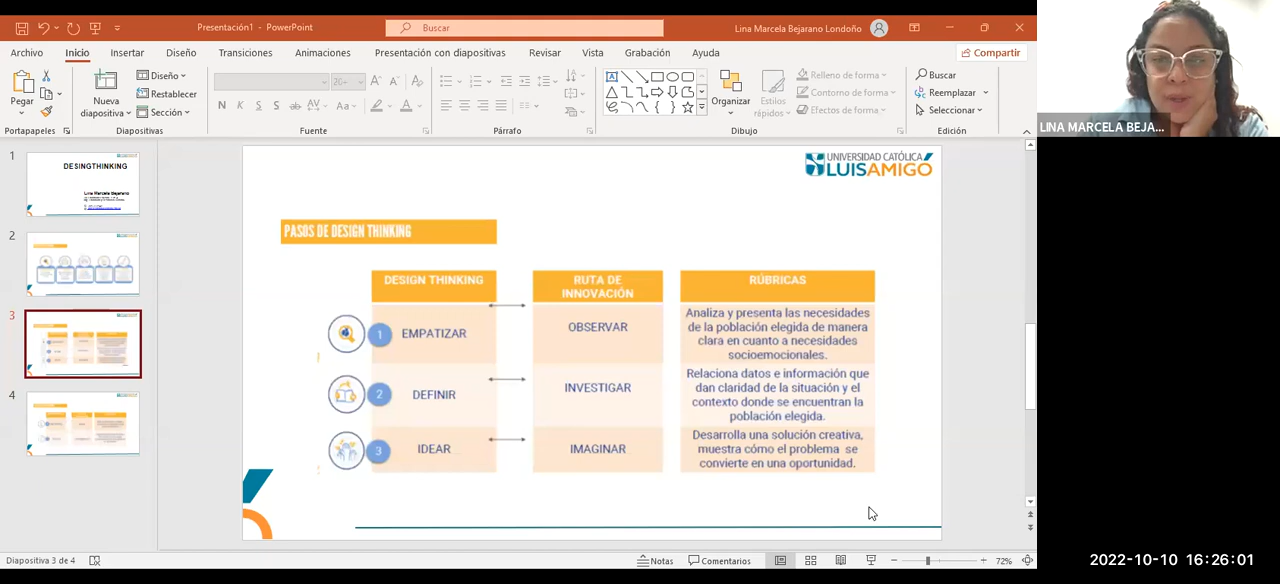 Presentación1 - PowerPoint
Buscar
Lina Marcela Bejarano Londoño
Archivo
Inicio
Insertar
Diseño
Transiciones
Animaciones
Presentación con diapositivas
Revisar
Vista
Grabación
Ayuda
Compartir
Pegar
Nueva
diapositiva
Diseño
Restablecer
Sección
Organizar
Estilos
rápidos
Relleno de forma
Contorno de forma
Efectos de forma
Buscar
Reemplazar
Seleccionar
Portapapeles
Diapositivas
Fuente
Párrafo
Dibujo
Edición
LINA MARCELA BEJA...
1
DESINGTHINKING
Lina Marcela Bejarano
2
3
4
UNIVERSIDAD CATÓLICA
LUISAMIGO
PASOS DE DESIGN THINKING
DESIGN THINKING
RUTA DE
INNOVACIÓN
RÚBRICAS
1
EMPATIZAR
OBSERVAR
Analiza y presenta las necesidades
de la población elegida de manera
clara en cuanto a necesidades
socioemocionales.
2
DEFINIR
INVESTIGAR
Relaciona datos e información que
dan claridad de la situación y el
contexto donde se encuentran la
población elegida.
3
IDEAR
IMAGINAR
Desarrolla una solución creativa,
muestra cómo el problema se
convierte en una oportunidad.
Diapositiva 3 de 4
Notas
Comentarios
72%
2022-10-10 16:26:01